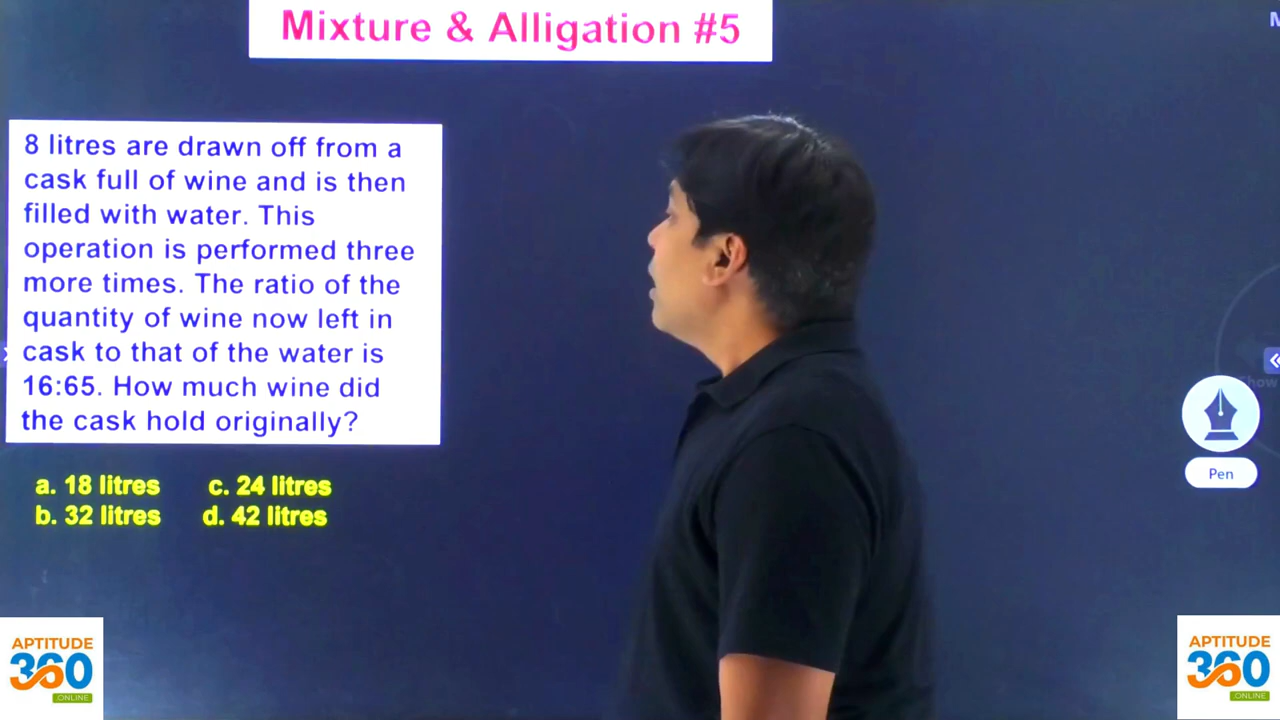 Mixture & Alligation #5
M
8 litres are drawn off from a
cask full of wine and is then
filled with water. This
operation is performed three
more times. The ratio of the
quantity of wine now left in
cask to that of the water is
16:65. How much wine did
the cask hold originally?
a. 18 litres c. 24 litres
b. 32 litres d. 42 litres
Show
Pen
APTITUDE
360
ONLINE
APTITUDE
360
ONLINE